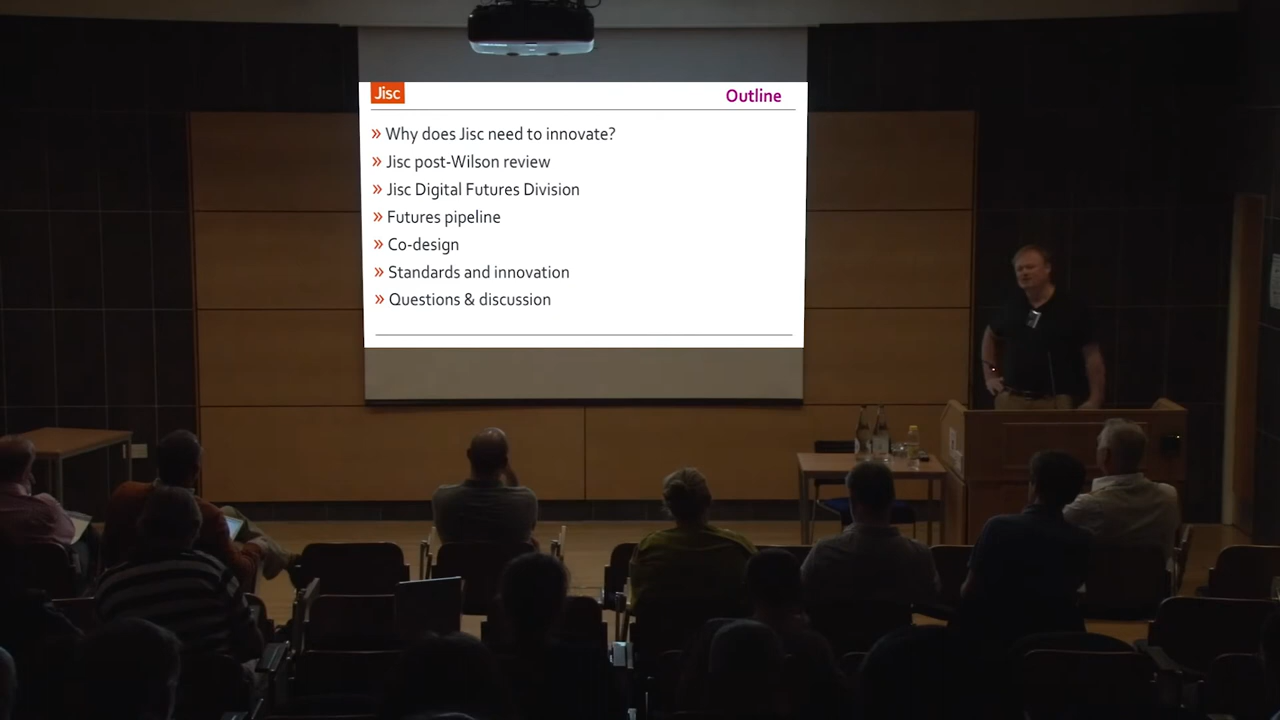 Jisc
Outline
» Why does Jisc need to innovate?
» Jisc post-Wilson review
» Jisc Digital Futures Division
» Futures pipeline
» Co-design
» Standards and innovation
» Questions & discussion